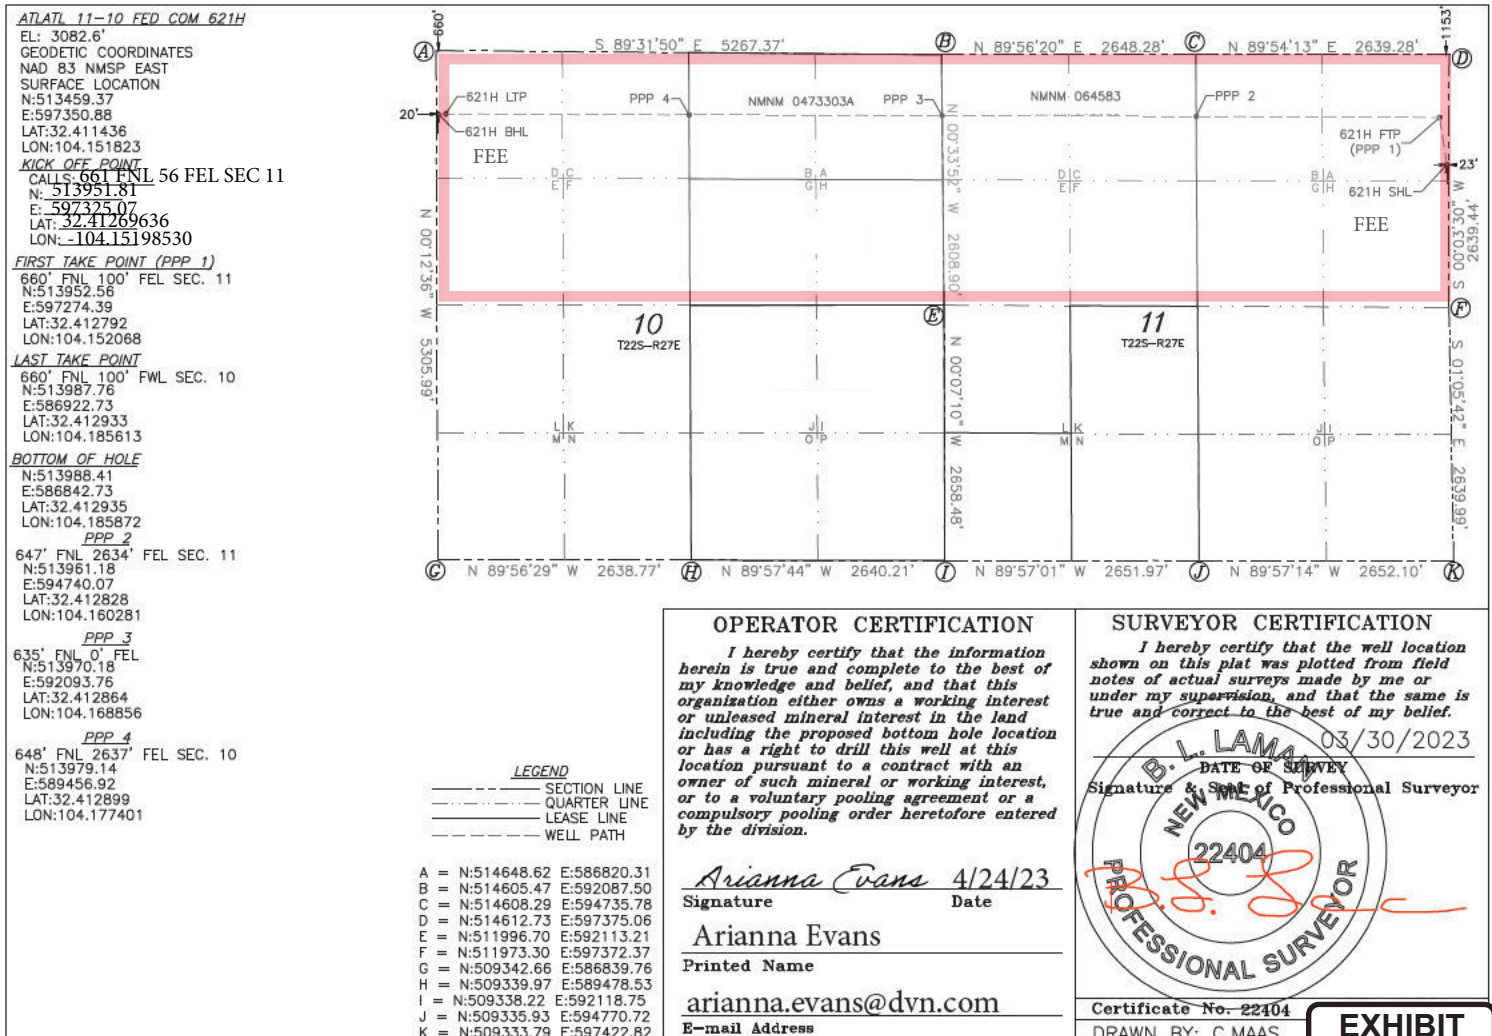 ATLATL 11-10 FED COM 621H
EL: 3082.6'
GEODETIC COORDINATES
NAD 83 NMSP EAST
SURFACE LOCATION
N:513459.37
E:597350.88
LAT:32.411436
LON:104.151823
KICK OFF POINT
CALLS: 661 FNL 56 FEL SEC 11
N: 513951.81
E: 597325.07
LAT: 32.41269636
LON: -104.15198530
FIRST TAKE POINT (PPP 1)
660' FNL 100' FEL SEC. 11
N:513952.56
E:597274.39
LAT:32.412792
LON:104.152068
LAST TAKE POINT
660' FNL 100' FWL SEC. 10
N:513987.76
E:586922.73
LAT:32.412933
LON:104.185613
BOTTOM OF HOLE
N:513988.41
E:586842.73
LAT:32.412935
LON:104.185872
PPP 2
647' FNL 2634' FEL SEC. 11
N:513961.18
E:594740.07
LAT:32.412828
LON:104.160281
PPP 3
635' FNL 0' FEL
N:513970.18
E:592093.76
LAT:32.412864
LON:104.168856
PPP 4
648' FNL 2637' FEL SEC. 10
N:513979.14
E:589456.92
LAT:32.412899
LON:104.177401
660'
1153'
A
S 89°31'50" E 5267.37'
B
N 89°56'20" E 2648.28'
C
N 89°54'13" E 2639.28'
D
621H LTP
PPP 4
NMNM 0473303A
PPP 3
NMNM 064583
PPP 2
20'
621H BHL
621H FTP
(PPP 1)
FEE
23'
D C
E F
B A
G H
D C
E F
B A
G H
621H SHL
FEE
N 00°12'36" W 5305.99'
N 00°33'52" W 2608.90'
S 00°03'30" W
2639.44'
10
T22S-R27E
E
11
T22S-R27E
F
N 00°07'10" W 2658.48'
S 01°05'42" E 2639.99'
L K
M N
J I
O P
L K
M N
J I
O P
G
N 89°56'29" W 2638.77'
H
N 89°57'44" W 2640.21'
I
N 89°57'01" W 2651.97'
J
N 89°57'14" W 2652.10'
K
LEGEND
SECTION LINE
QUARTER LINE
LEASE LINE
WELL PATH
A = N:514648.62 E:586820.31
B = N:514605.47 E:592087.50
C = N:514608.29 E:594735.78
D = N:514612.73 E:597375.06
E = N:511996.70 E:592113.21
F = N:511973.30 E:597372.37
G = N:509342.66 E:586839.76
H = N:509339.97 E:589478.53
I = N:509338.22 E:592118.75
J = N:509335.93 E:594770.72
K = N:509333.79 E:597422.82
OPERATOR CERTIFICATION
I hereby certify that the information
herein is true and complete to the best of
my knowledge and belief, and that this
organization either owns a working interest
or unleased mineral interest in the land
including the proposed bottom hole location
or has a right to drill this well at this
location pursuant to a contract with an
owner of such mineral or working interest,
or to a voluntary pooling agreement or a
compulsory pooling order heretofore entered
by the division.
Arianna Evans 4/24/23
Signature Date
Arianna Evans
Printed Name
arianna.evans@dvn.com
E-mail Address
SURVEYOR CERTIFICATION
I hereby certify that the well location
shown on this plat was plotted from field
notes of actual surveys made by me or
under my supervision, and that the same is
true and correct to the best of my belief.
03/30/2023
DATE OF SURVEY
Signature & Seal of Professional Surveyor
B. L. LAMAN
NEW MEXICO
22404
PROFESSIONAL SURVEYOR
Certificate No. 22404
DRAWN BY: C.MAAS
EXHIBIT